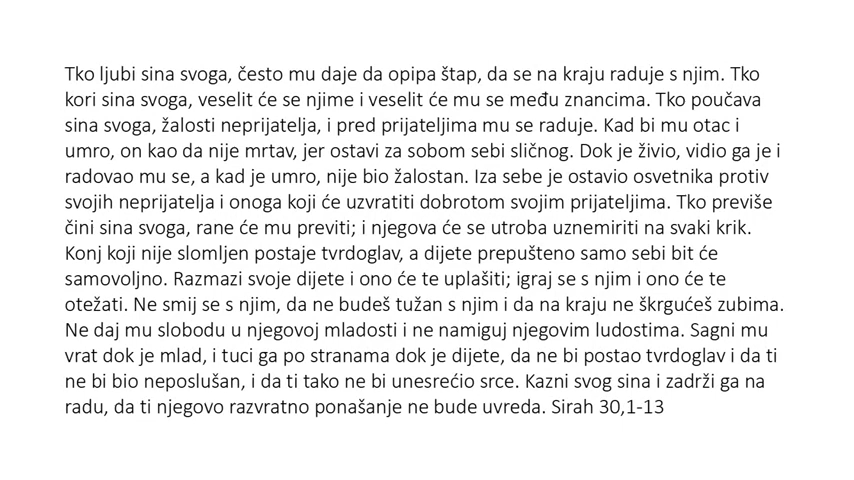 Tko ljubi sina svoga, često mu daje da opipa štap, da se na kraju raduje s njim. Tko
kori sina svoga, veselit će se njime i veselit će mu se među znancima. Tko poučava
sina svoga, žalosti neprijatelja, i pred prijateljima mu se raduje. Kad bi mu otac i
umro, on kao da nije mrtav, jer ostavi za sobom sebi sličnog. Dok je živio, vidio ga je i
radovao mu se, a kad je umro, nije bio žalostan. Iza sebe je ostavio osvetnika protiv
svojih neprijatelja i onoga koji će uzvratiti dobrotom svojim prijateljima. Tko previše
čini sina svoga, rane će mu previti; i njegova će se utroba uznemiriti na svaki krik.
Konj koji nije slomljen postaje tvrdoglav, a dijete prepušteno samo sebi bit će
samovoljno. Razmazi svoje dijete i ono će te uplašiti; igraj se s njim i ono će te
otežati. Ne smij se s njim, da ne budeš tužan s njim i da na kraju ne škrgućeš zubima.
Ne daj mu slobodu u njegovoj mladosti i ne namiguj njegovim ludostima. Sagni mu
vrat dok je mlad, i tuci ga po stranama dok je dijete, da ne bi postao tvrdoglav i da ti
ne bi bio neposlušan, i da ti tako ne bi unesrećio srce. Kazni svog sina i zadrži ga na
radu, da ti njegovo razvratno ponašanje ne bude uvreda. Sirah 30,1-13